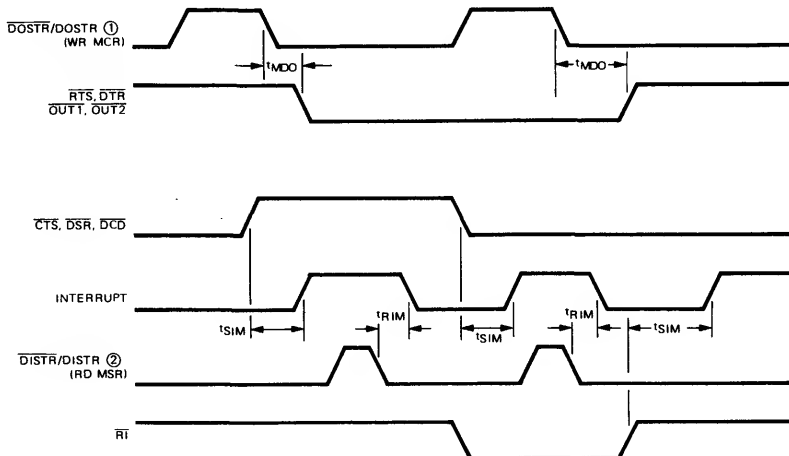 DOSTR/DOSTR ①
(WR MCR)
tMDO
tMDO
RTS, DTR
OUT1, OUT2
CTS, DSR, DCD
INTERRUPT
tSIM
tRIM
tSIM
tRIM
tSIM
DISTR/DISTR ②
(RD MSR)
RI